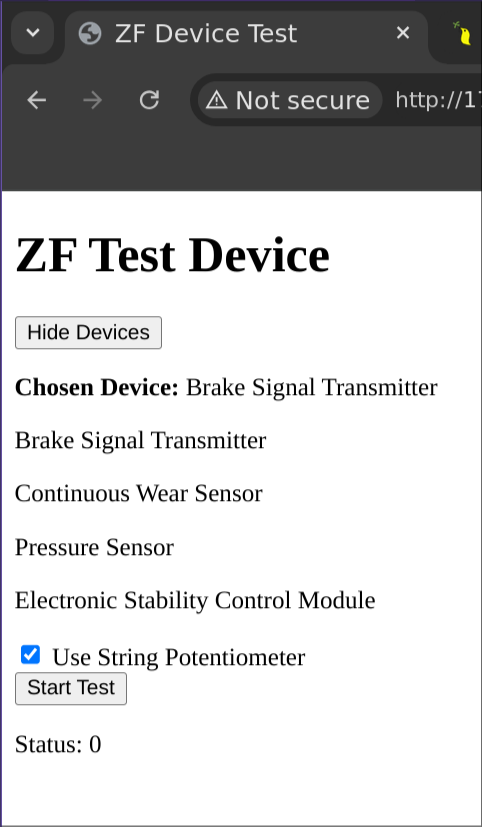 ZF Device Test
Not secure http://1
ZF Test Device
Hide Devices
Chosen Device: Brake Signal Transmitter
Brake Signal Transmitter
Continuous Wear Sensor
Pressure Sensor
Electronic Stability Control Module
Use String Potentiometer
Start Test
Status: 0